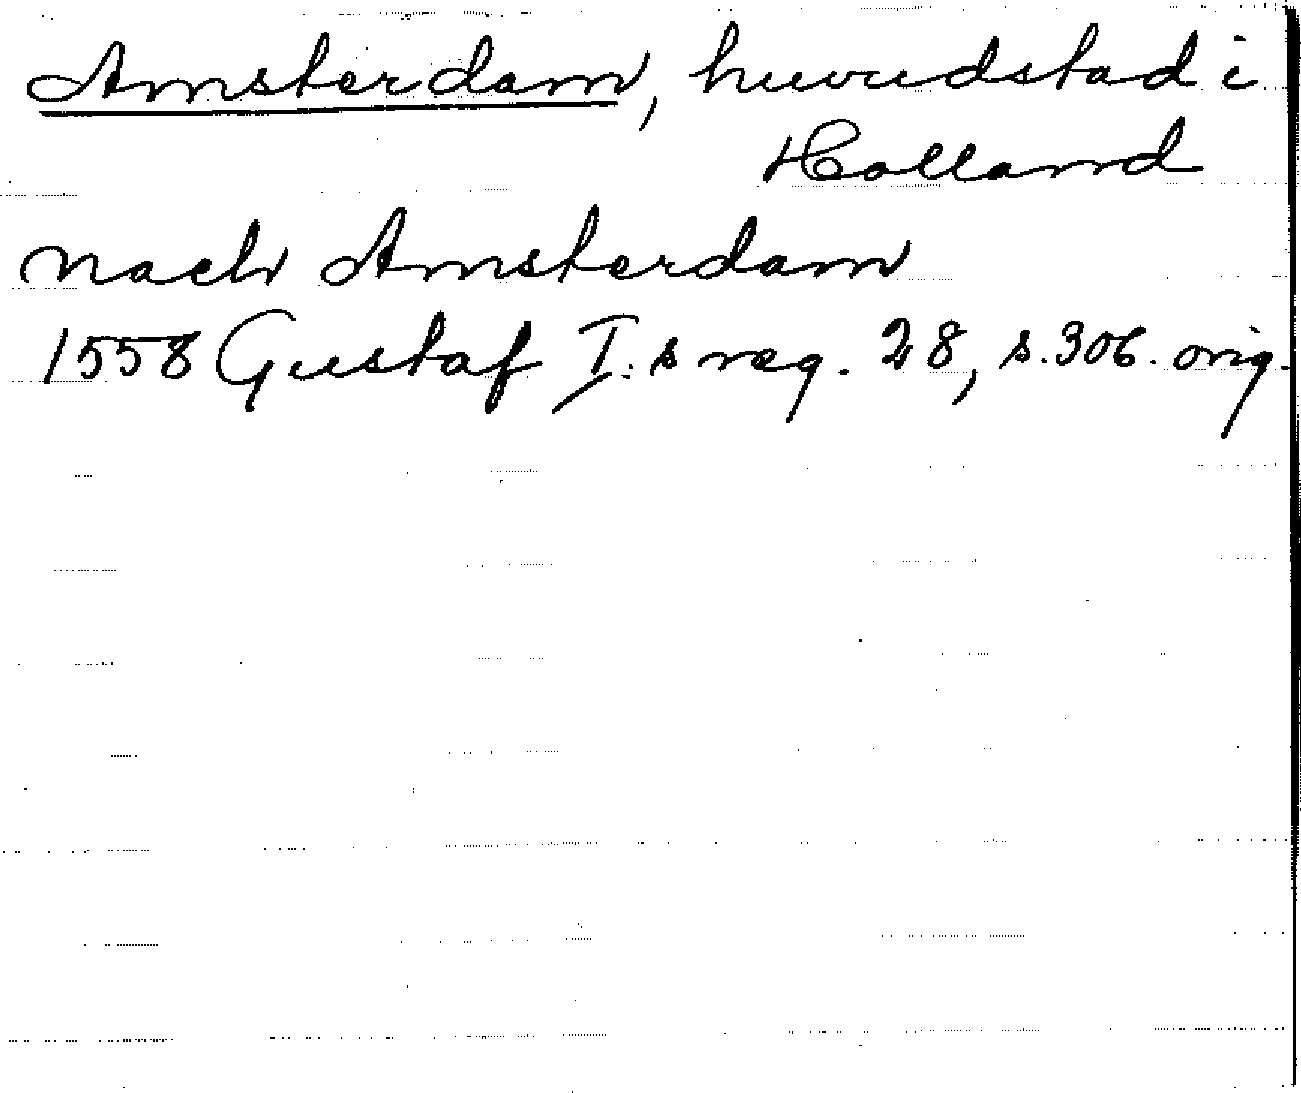 Amsterdam, huvudstad i
Holland
nach Amsterdam
1558 Gustaf I:s reg. 28, s. 306. orig.